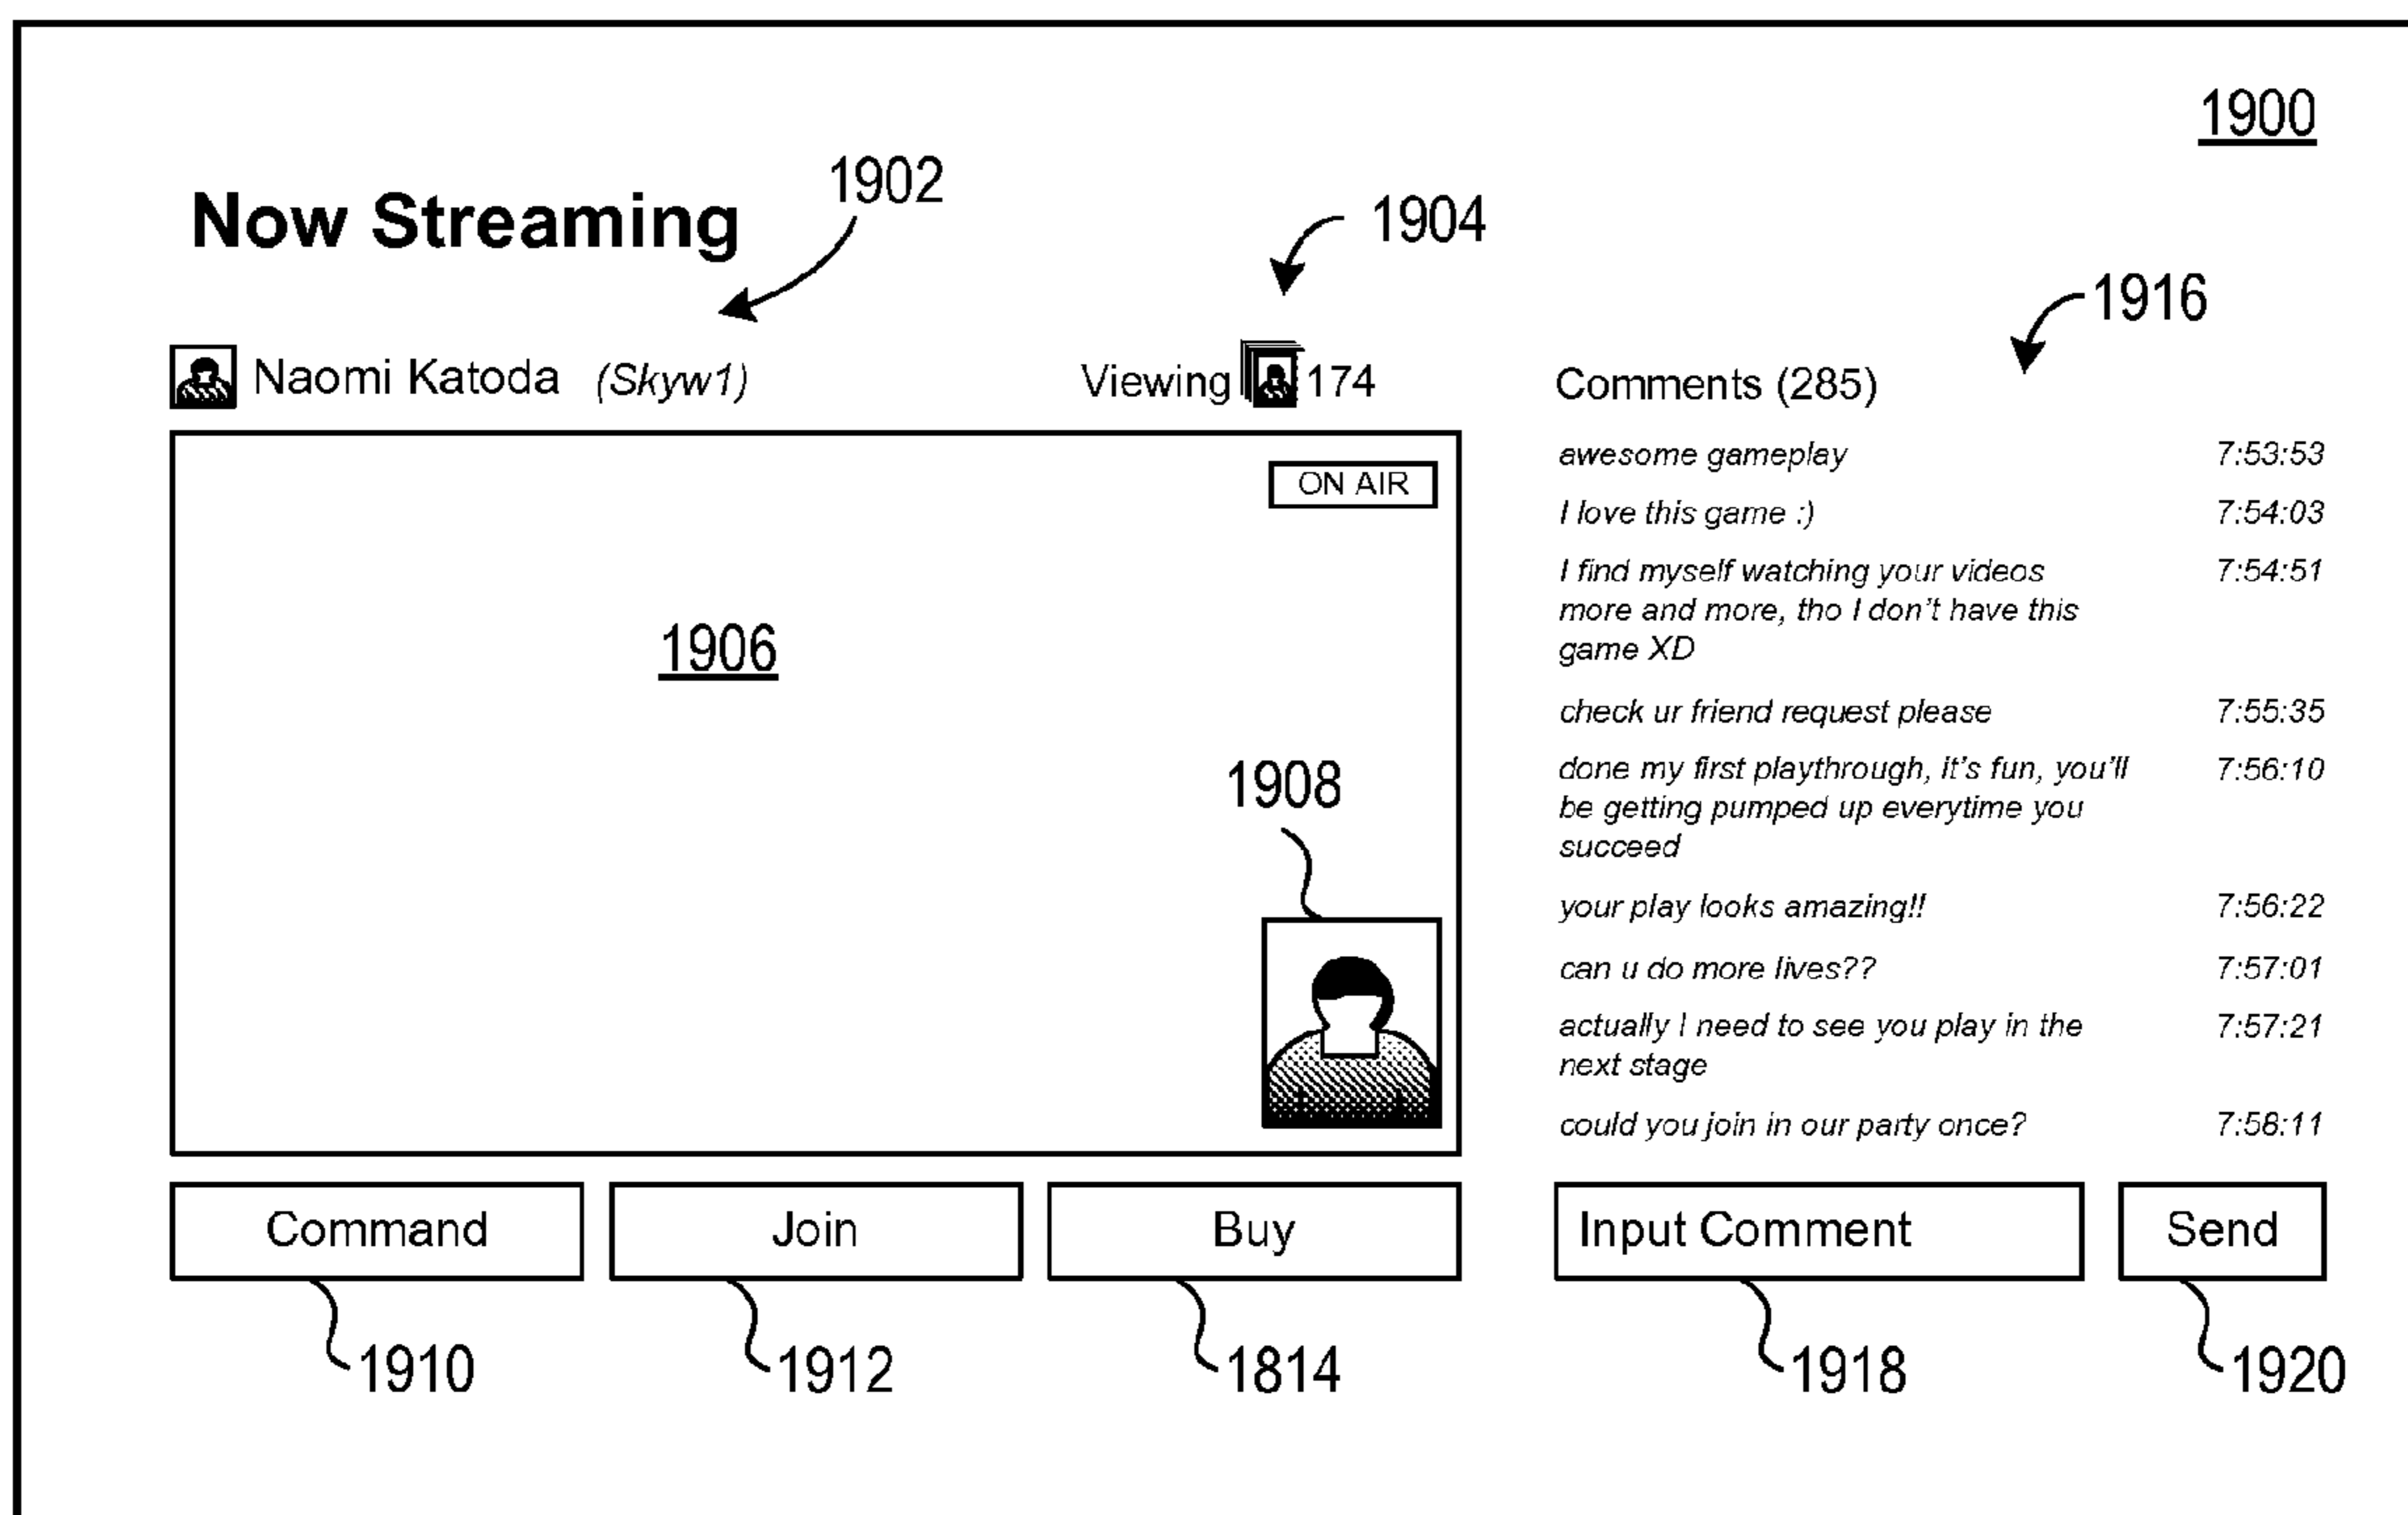 1900
Now Streaming
1902
1904
1916
Naomi Katoda (Skyw1)
Viewing 174
ON AIR
1906
1908
Command
Join
Buy
1910
1912
1814
Comments (285)
awesome gameplay 7:53:53
I love this game :) 7:54:03
I find myself watching your videos 7:54:51
more and more, tho I don't have this
game XD
check ur friend request please 7:55:35
done my first playthrough, it's fun, you'll 7:56:10
be getting pumped up everytime you
succeed
your play looks amazing!! 7:56:22
can u do more lives?? 7:57:01
actually I need to see you play in the 7:57:21
next stage
could you join in our party once? 7:58:11
Input Comment
Send
1918
1920